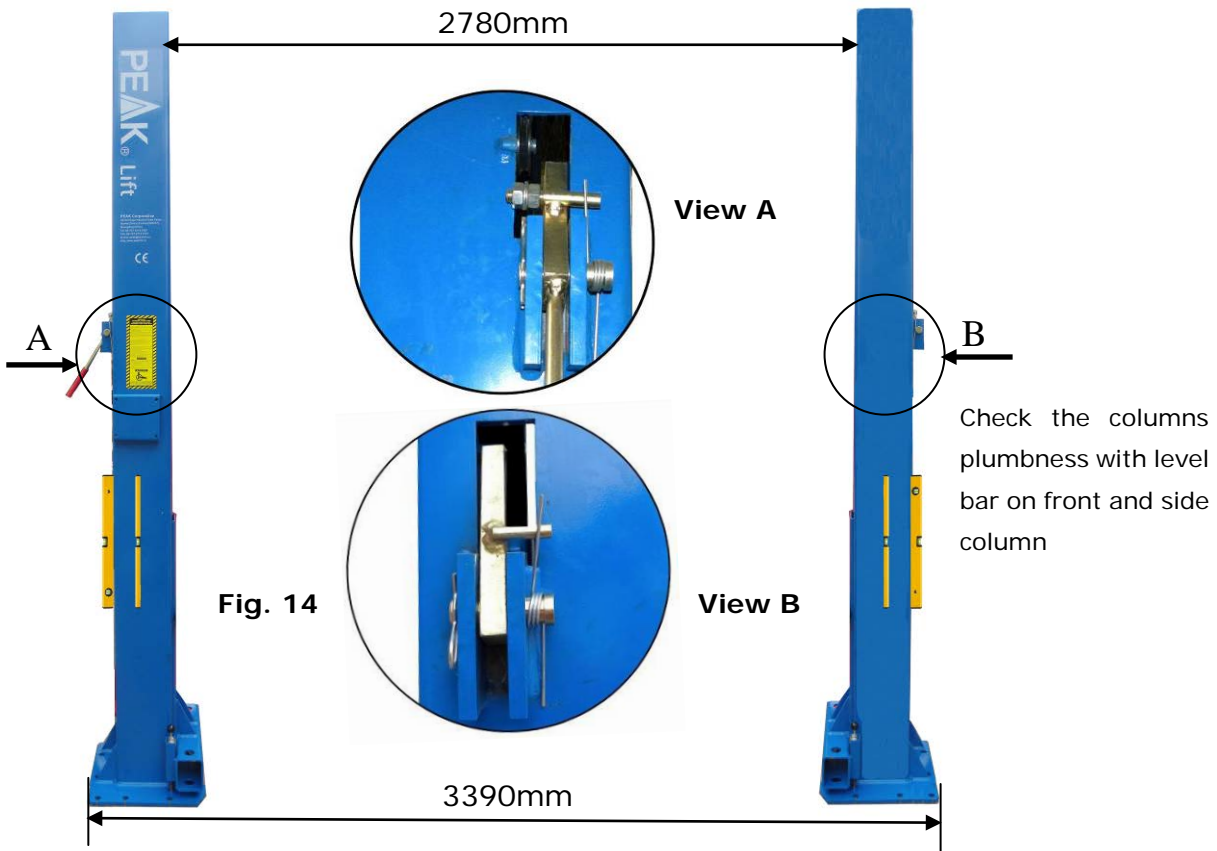 2780mm
PEAK® Lift
CE
View A
A
B
Check the columns
plumbness with level
bar on front and side
column
Fig. 14
View B
3390mm